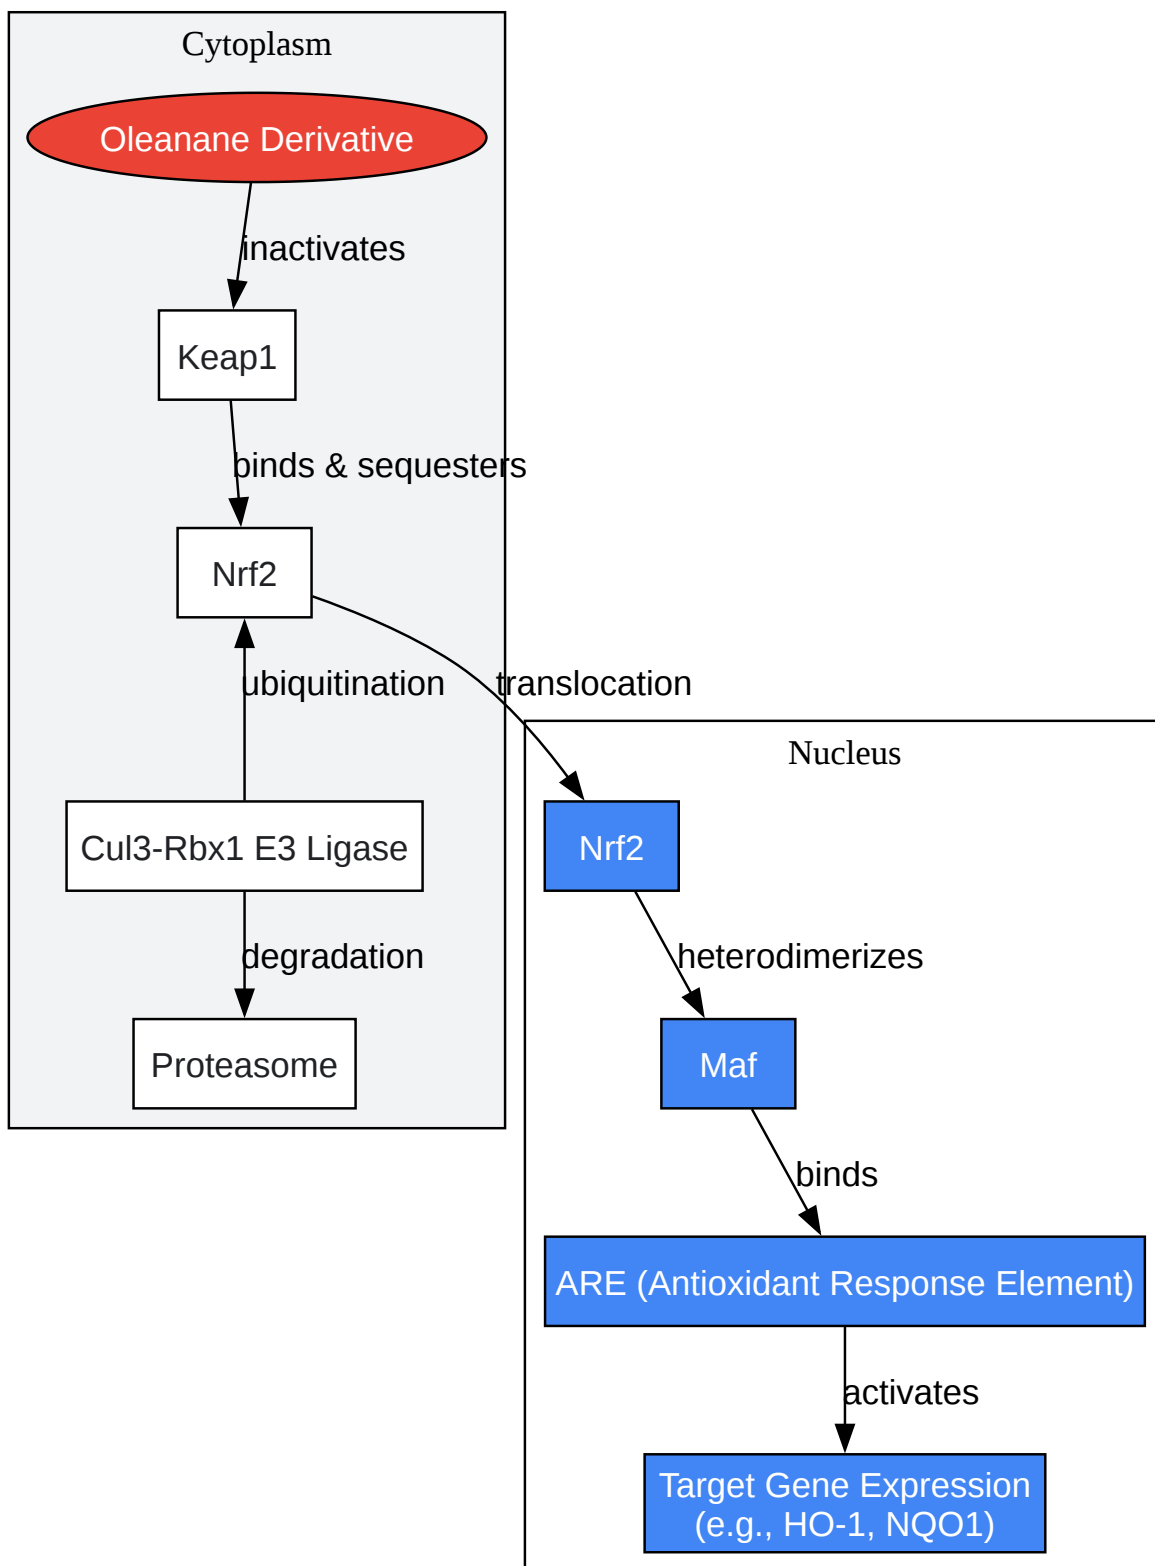 Cytoplasm
Oleanane Derivative
inactivates
Keap1
binds & sequesters
Nrf2
ubiquitination
translocation
Nucleus
Cul3-Rbx1 E3 Ligase
Nrf2
degradation
heterodimerizes
Proteasome
Maf
binds
ARE (Antioxidant Response Element)
activates
Target Gene Expression
(e.g., HO-1, NQO1)